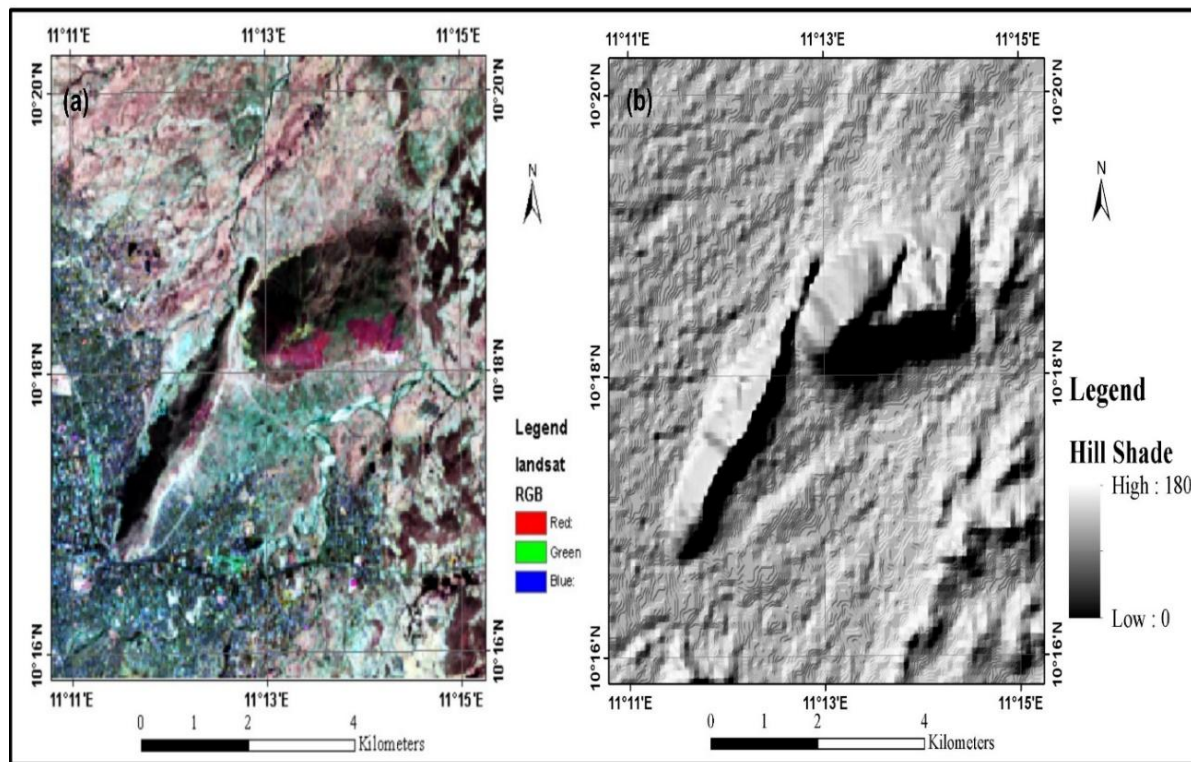 11°11'E 11°13'E 11°15'E
(a)
10°20'N 10°20'N
10°18'N 10°18'N
10°16'N 10°16'N
11°11'E 11°13'E 11°15'E
0 1 2 4
Kilometers
N
Legend
landsat
RGB
Red:
Green
Blue:
11°11'E 11°13'E 11°15'E
(b)
10°20'N 10°20'N
10°18'N 10°18'N
10°16'N 10°16'N
11°11'E 11°13'E 11°15'E
0 1 2 4
Kilometers
N
Legend
Hill Shade
High : 180
Low : 0